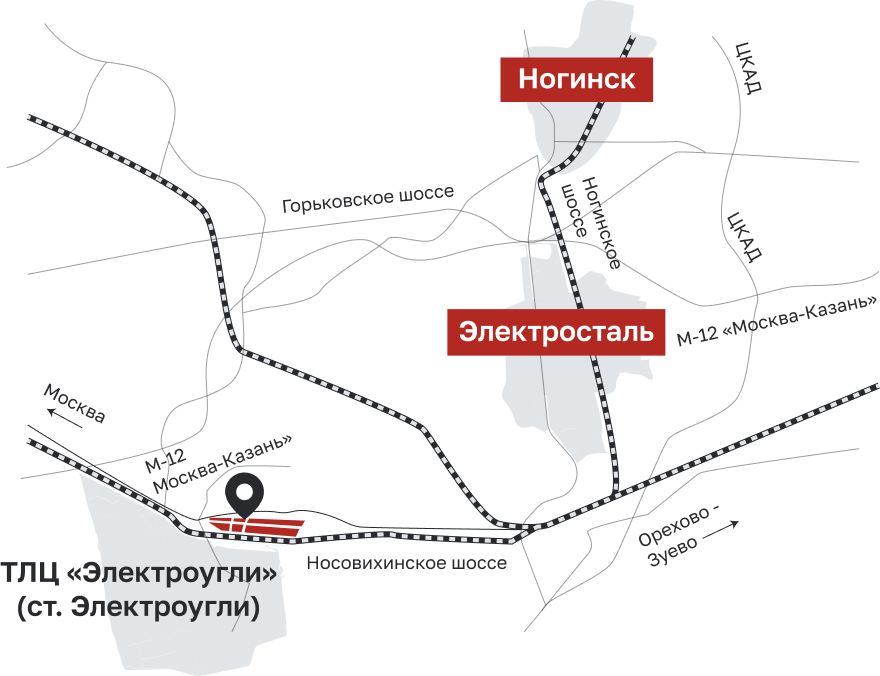 Ногинск
ЦКАД
Горьковское шоссе
Ногинское
шоссе
ЦКАД
Электросталь
М-12 «Москва-Казань»
Москва
М-12
Москва-Казань»
Орехово -
Зуево
Носовихинское шоссе
ТЛЦ «Электроугли»
(ст. Электроугли)